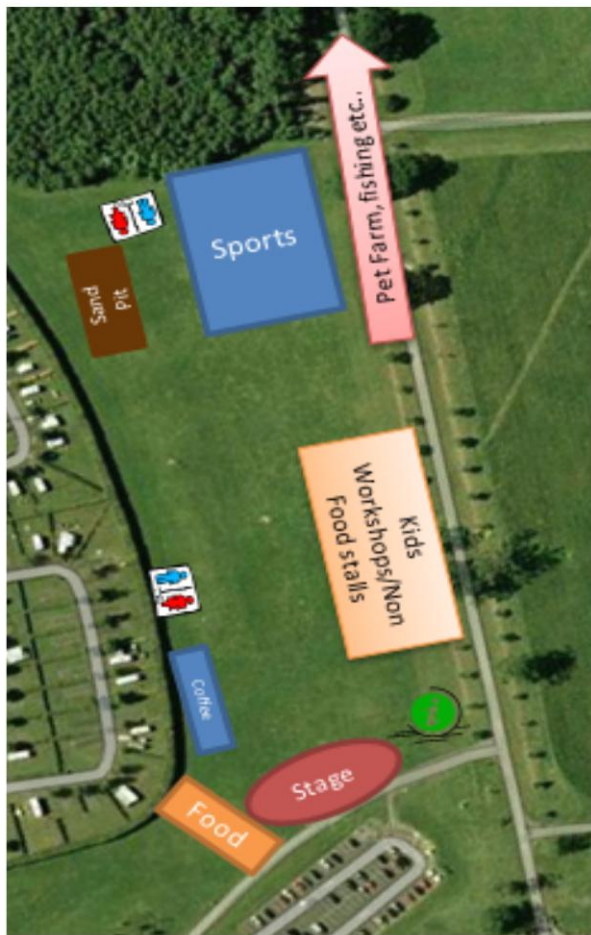 Pet Farm, fishing etc.,
Sports
Sand
Pit
Kids
Workshops/Non
Food stalls
Coffee
i
Stage
Food